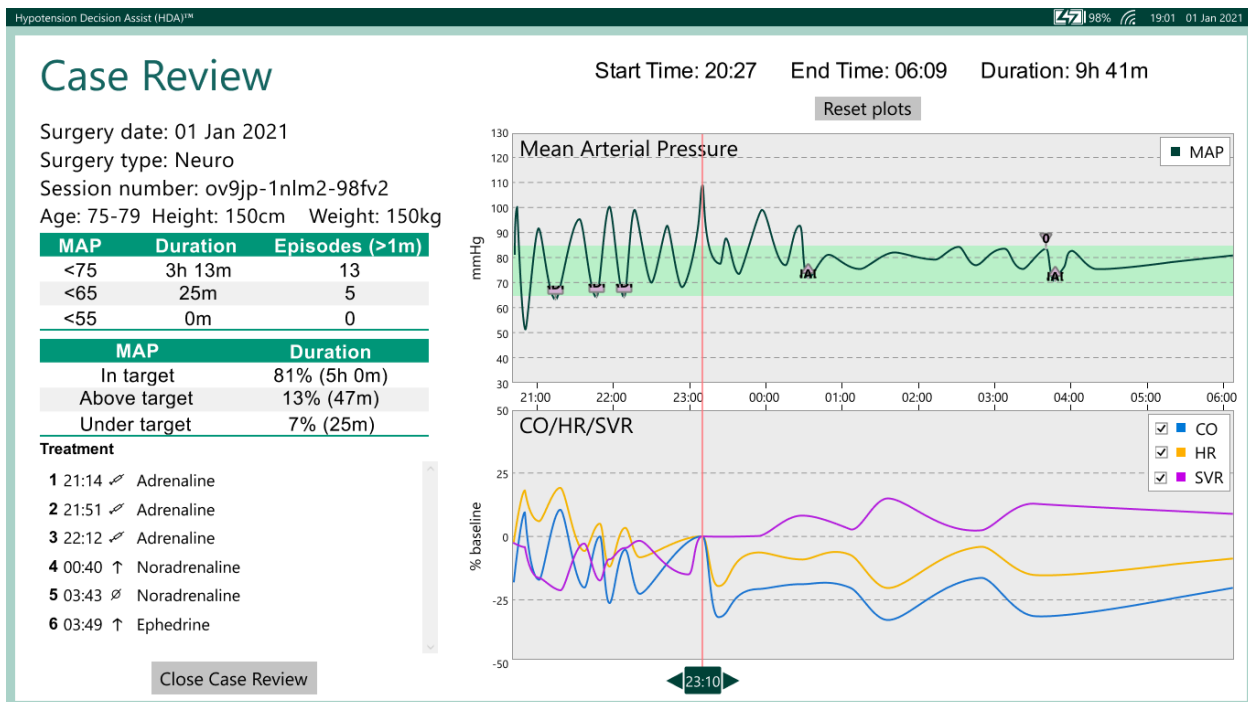 Hypotension Decision Assist (HDA)™
98% 19:01 01 Jan 2021
Case Review
Start Time: 20:27 End Time: 06:09 Duration: 9h 41m
Reset plots
Surgery date: 01 Jan 2021
Surgery type: Neuro
Session number: ov9jp-1nlm2-98fv2
Age: 75-79 Height: 150cm Weight: 150kg
MAP Duration Episodes (>1m)
<75 3h 13m 13
<65 25m 5
<55 0m 0
MAP Duration
In target 81% (5h 0m)
Above target 13% (47m)
Under target 7% (25m)
Treatment
1 21:14 Adrenaline
2 21:51 Adrenaline
3 22:12 Adrenaline
4 00:40 ↑ Noradrenaline
5 03:43 Noradrenaline
6 03:49 ↑ Ephedrine
Close Case Review
Mean Arterial Pressure
MAP
mmHg
130
120
110
100
90
80
70
60
50
40
30
21:00 22:00 23:00 00:00 01:00 02:00 03:00 04:00 05:00 06:00
CO/HR/SVR
CO
HR
SVR
% baseline
50
25
0
-25
-50
23:10